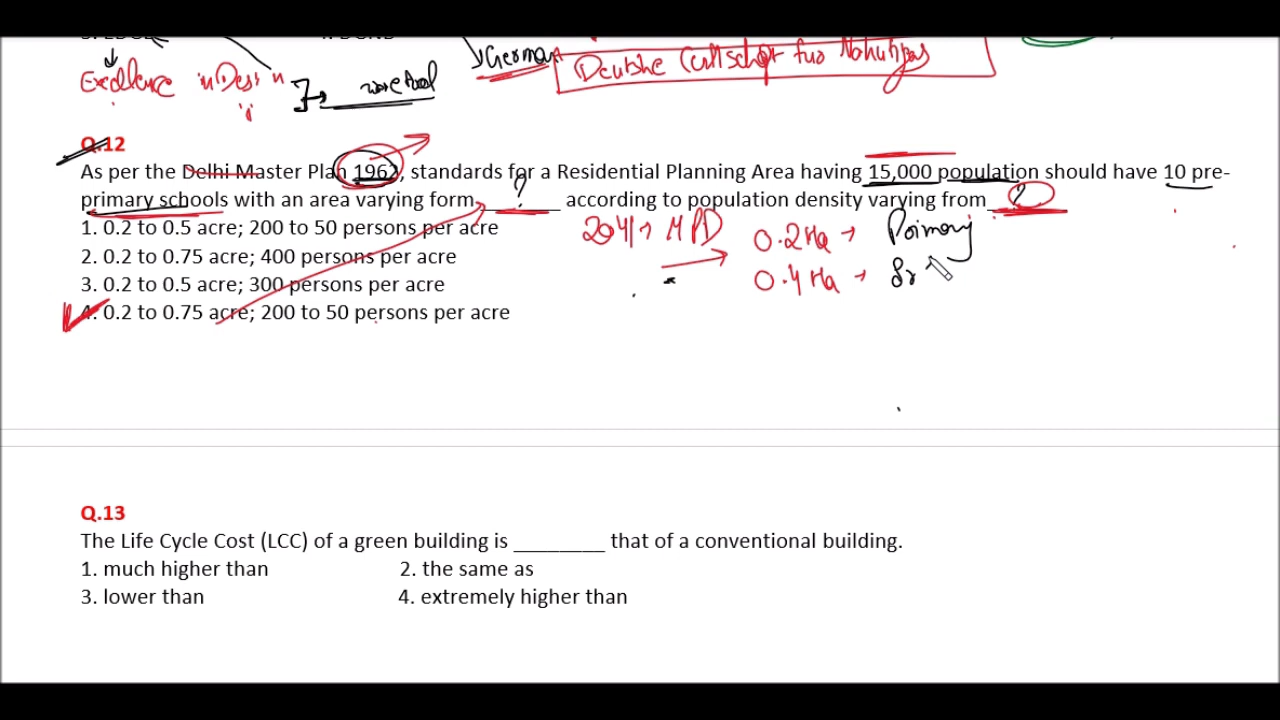 German
Deutshe Cultschqt fur Nohutigas
Excellence in Design
Q.12
As per the Delhi Master Plan 1962, standards for a Residential Planning Area having 15,000 population should have 10 pre-
primary schools with an area varying form ? according to population density varying from ?
1. 0.2 to 0.5 acre; 200 to 50 persons per acre
2041 → MPD
0.2 Ha → Primary
2. 0.2 to 0.75 acre; 400 persons per acre
3. 0.2 to 0.5 acre; 300 persons per acre
0.4 Ha → Sr
4. 0.2 to 0.75 acre; 200 to 50 persons per acre
Q.13
The Life Cycle Cost (LCC) of a green building is ________ that of a conventional building.
1. much higher than 2. the same as
3. lower than 4. extremely higher than